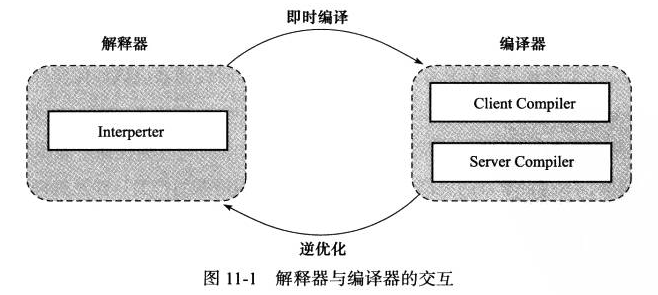 即时编译
解释器
编译器
Interperter
Client Compiler
Server Compiler
逆优化
图 11-1 解释器与编译器的交互